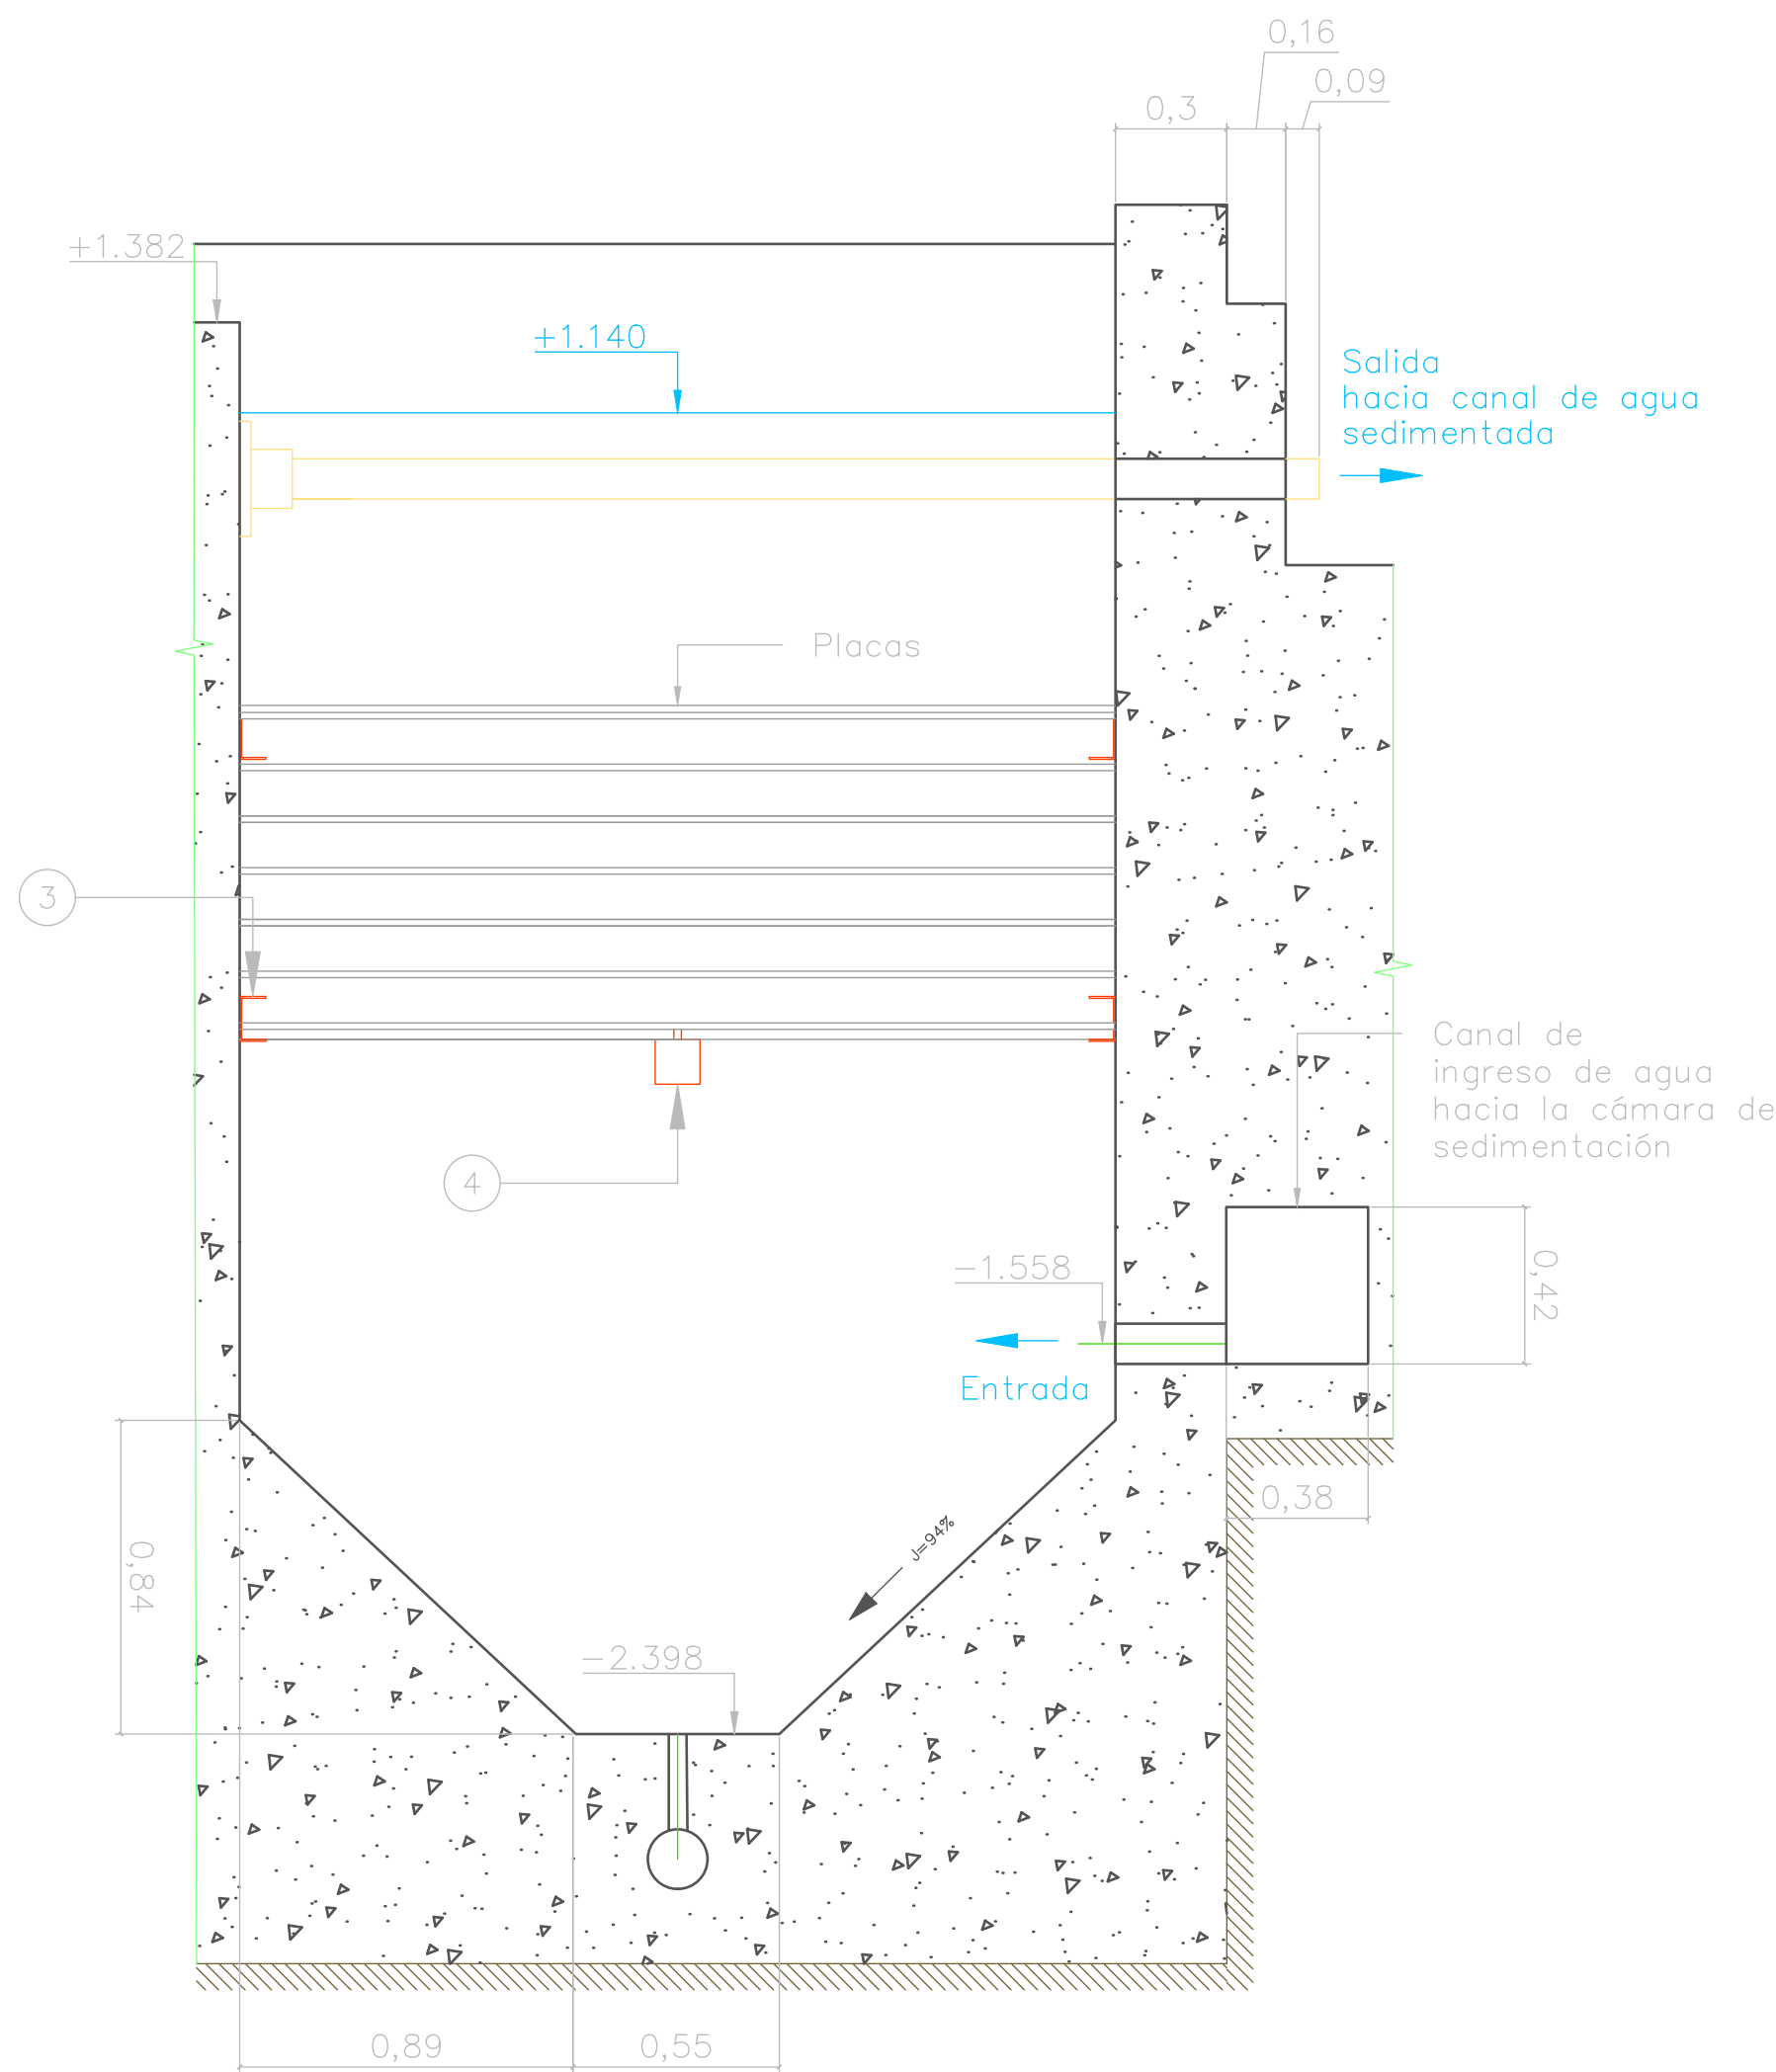 0,16
0,09
0,3
+1.382
+1.140
Salida
hacia canal de agua
sedimentada
Placas
3
4
Canal de
ingreso de agua
hacia la cámara de
sedimentación
-1.558
0,42
Entrada
0,38
J=94%
0,84
-2.398
0,89
0,55